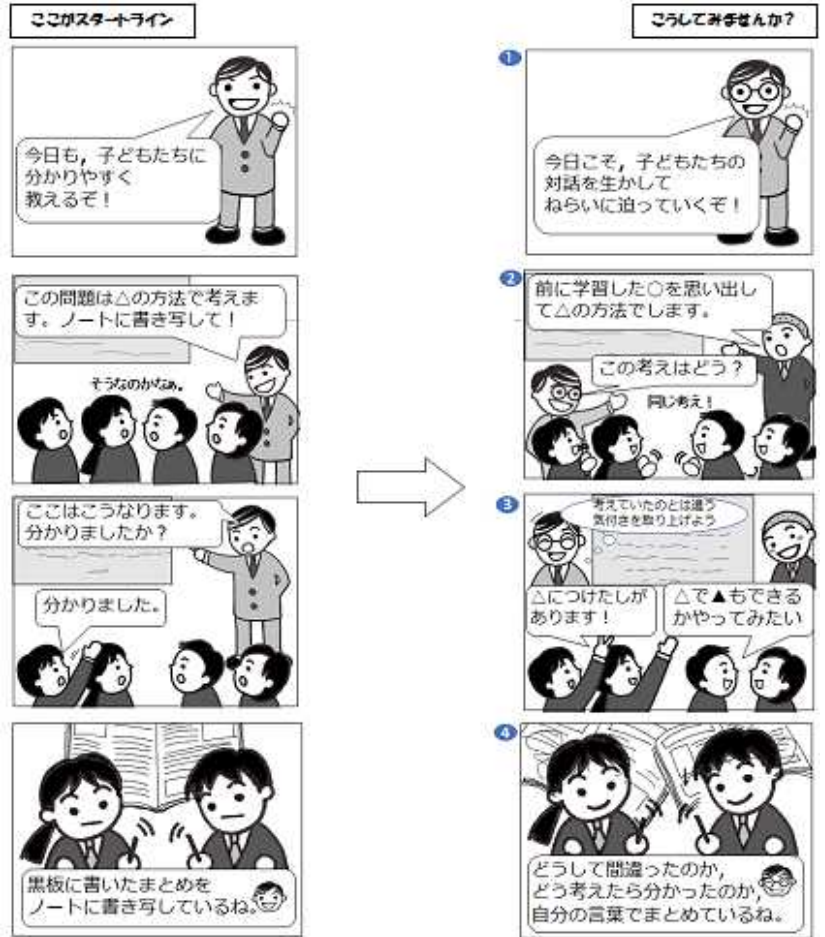 ここがスタートライン
今日も，子どもたちに
分かりやすく
教えるぞ！
この問題は△の方法で考えま
す。ノートに書き写して！
そうなのかなぁ。
ここはこうなります。
分かりましたか？
分かりました。
黒板に書いたまとめを
ノートに書き写しているね。
こうしてみませんか？
1
今日こそ，子どもたちの
対話を生かして
ねらいに迫っていくぞ！
2
前に学習した○を思い出し
て△の方法でします。
この考えはどう？
同じ考え！
3
考えていたのとは違う
気付きを取り上げよう
△につけたしが
あります！
△で▲もできる
かやってみたい
4
どうして間違ったのか，
どう考えたら分かったのか，
自分の言葉でまとめているね。